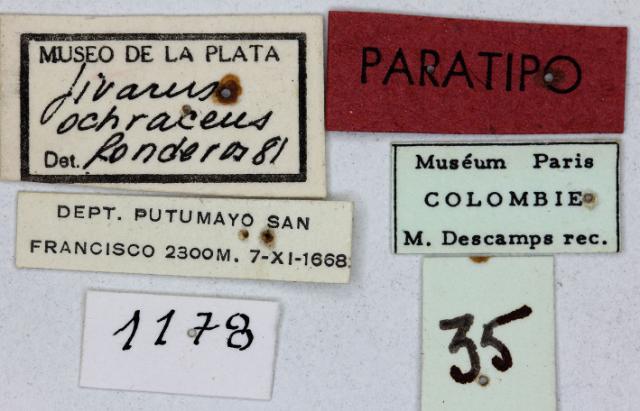 MUSEO DE LA PLATA
Jivarus
ochraceus
Det. Ronderos 81
PARATIPO
Muséum Paris
COLOMBIE
M. Descamps rec.
DEPT. PUTUMAYO SAN
FRANCISCO 2300M. 7-XI-1668
1178
35